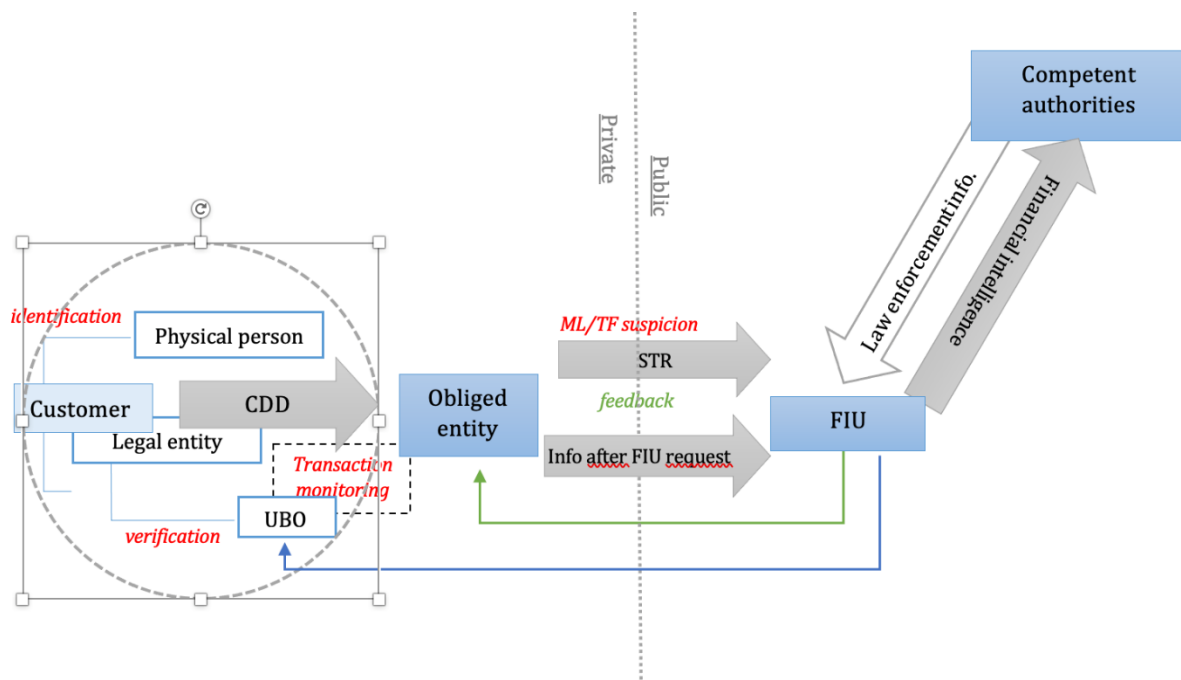 Competent
authorities
Private
Public
Law enforcement info.
Financial intelligence
identification
Physical person
ML/TF suspicion
STR
Customer
CDD
Obliged
entity
feedback
FIU
Legal entity
Info after FIU request
Transaction
monitoring
UBO
verification